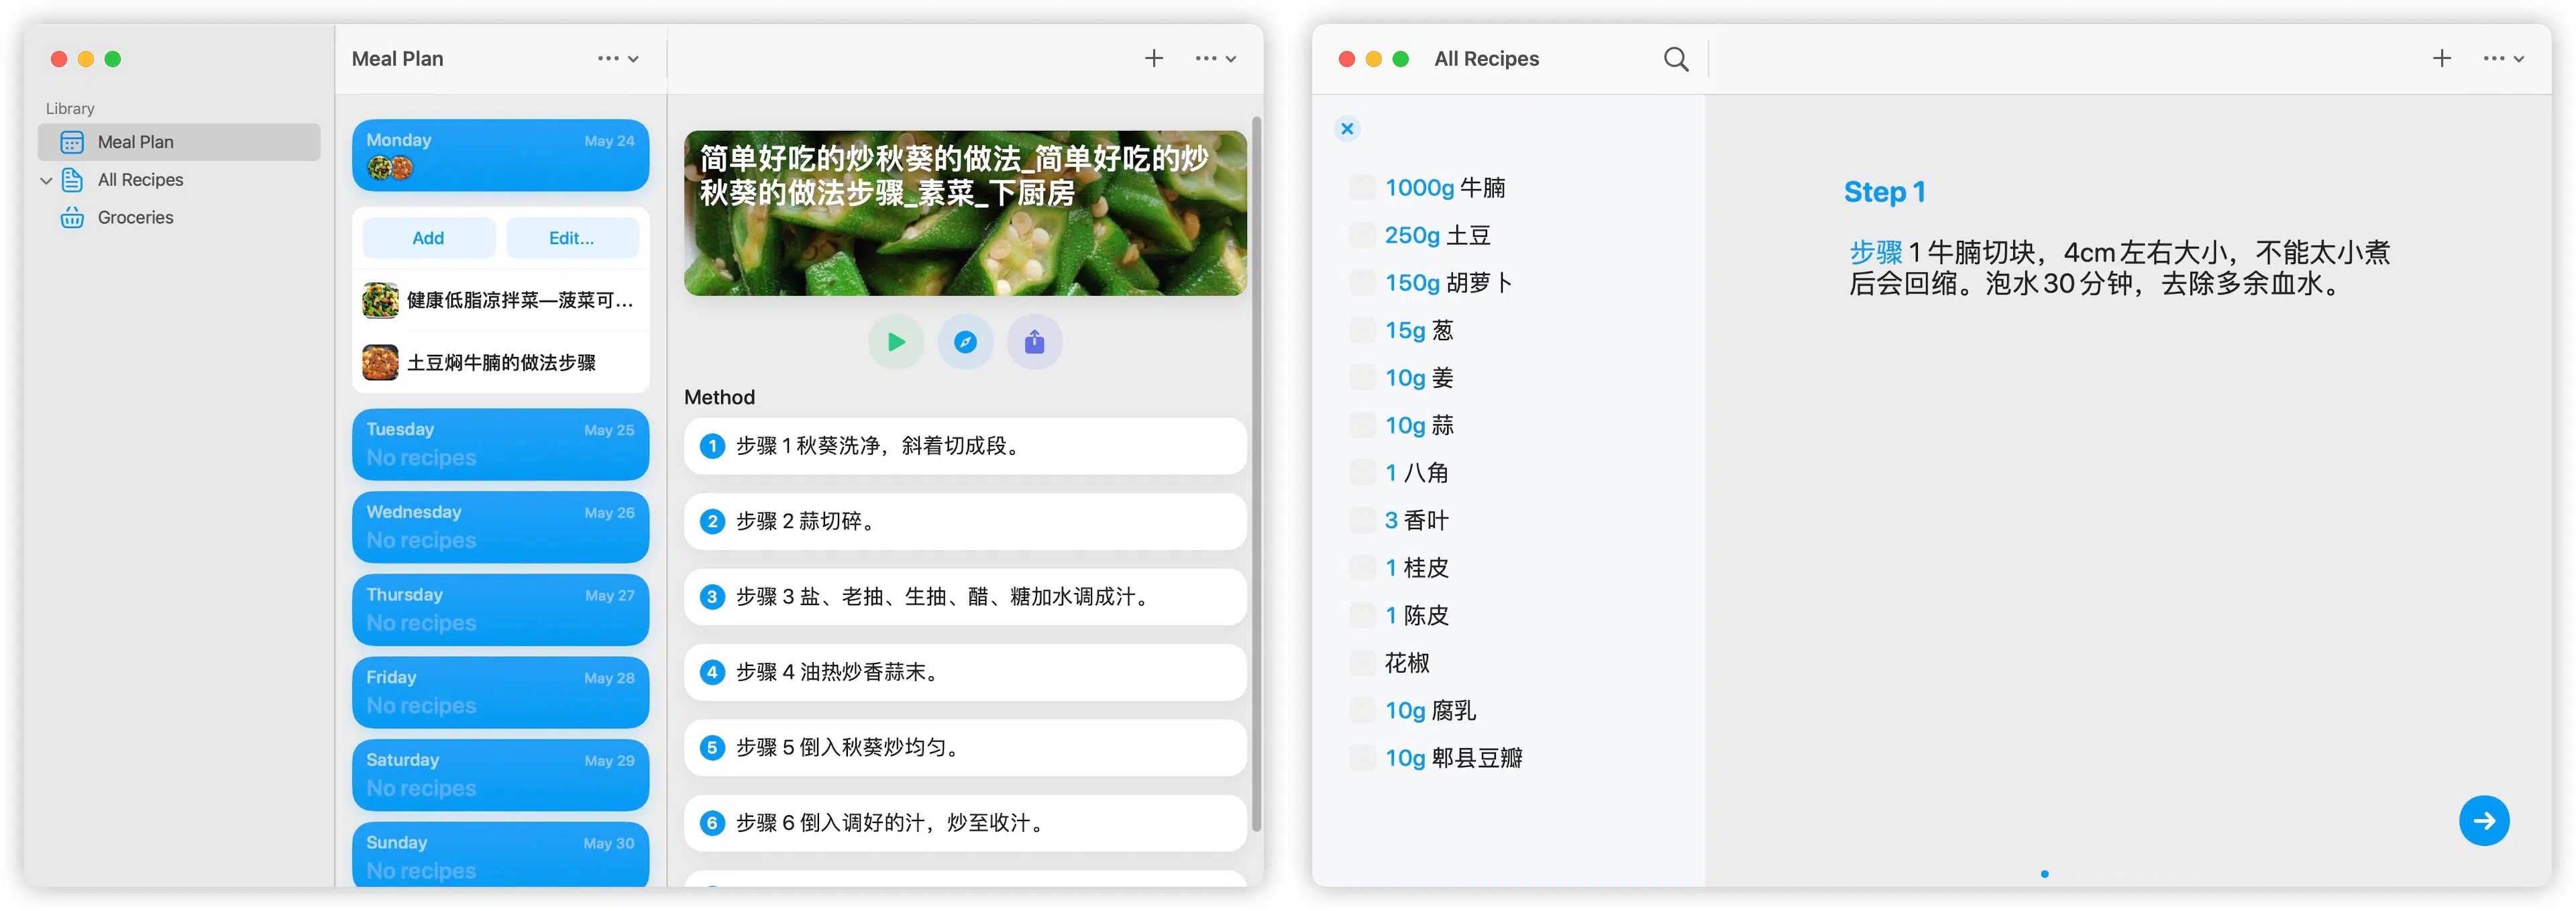 Library
Meal Plan
All Recipes
Groceries
Meal Plan
Monday
May 24
Add
Edit...
健康低脂凉拌菜—菠菜可...
土豆焖牛腩的做法步骤
Tuesday
May 25
No recipes
Wednesday
May 26
No recipes
Thursday
May 27
No recipes
Friday
May 28
No recipes
Saturday
May 29
No recipes
Sunday
May 30
No recipes
简单好吃的炒秋葵的做法_简单好吃的炒
秋葵的做法步骤_素菜_下厨房
Method
1 步骤 1 秋葵洗净，斜着切成段。
2 步骤 2 蒜切碎。
3 步骤 3 盐、老抽、生抽、醋、糖加水调成汁。
4 步骤 4 油热炒香蒜末。
5 步骤 5 倒入秋葵炒均匀。
6 步骤 6 倒入调好的汁，炒至收汁。
All Recipes
1000g 牛腩
250g 土豆
150g 胡萝卜
15g 葱
10g 姜
10g 蒜
1 八角
3 香叶
1 桂皮
1 陈皮
花椒
10g 腐乳
10g 郫县豆瓣
Step 1
步骤 1 牛腩切块，4cm 左右大小，不能太小煮
后会回缩。泡水 30 分钟，去除多余血水。